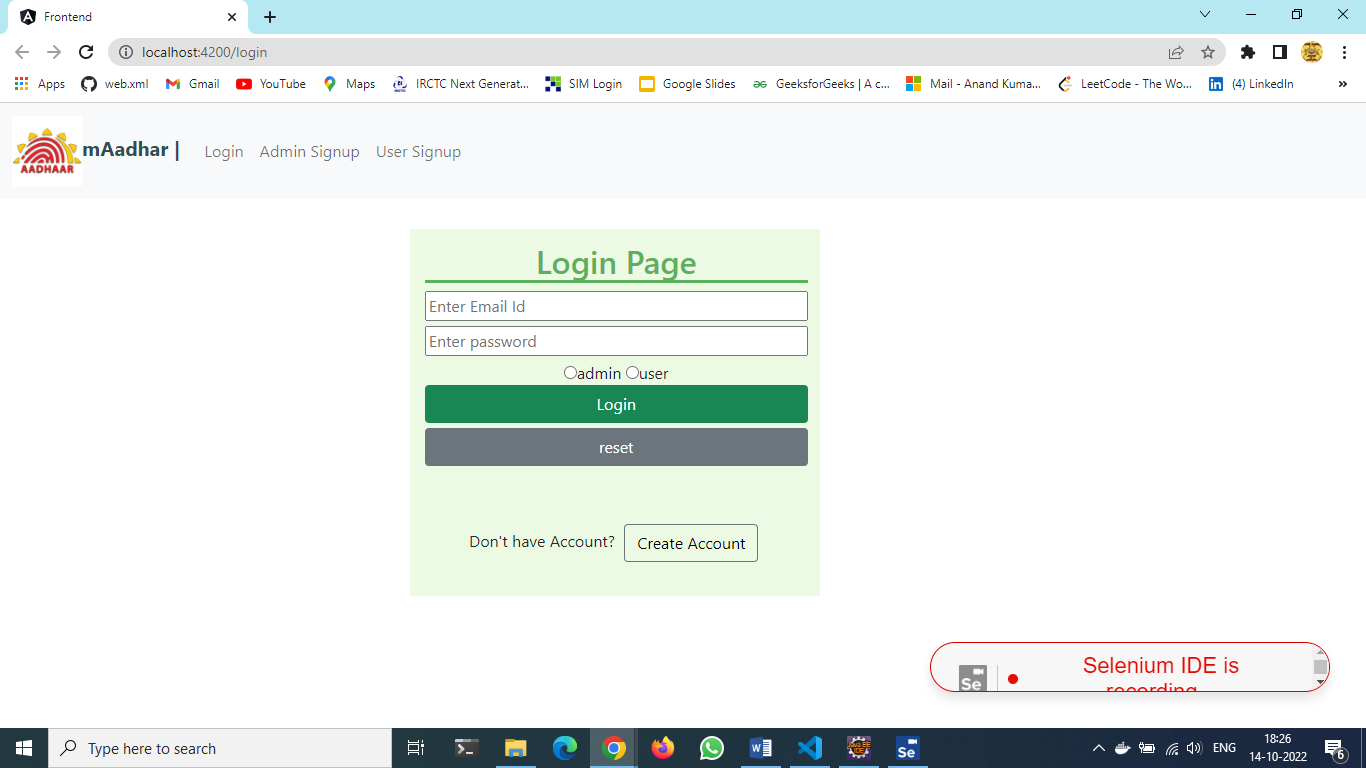 Frontend
localhost:4200/login
Apps web.xml Gmail YouTube Maps IRCTC Next Generat... SIM Login Google Slides GeeksforGeeks | A c... Mail - Anand Kuma... LeetCode - The Wo... (4) LinkedIn »
AADHAAR mAadhar | Login Admin Signup User Signup
Login Page
Enter Email Id
Enter password
admin user
Login
reset
Don't have Account? Create Account
Se Selenium IDE is
recording
Type here to search
ENG 18:26
14-10-2022 6